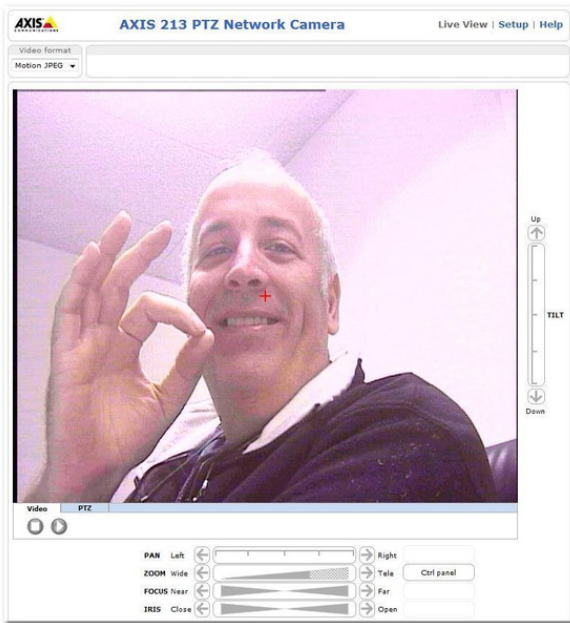 AXIS
COMMUNICATIONS
AXIS 213 PTZ Network Camera
Live View | Setup | Help
Video format
Motion JPEG
Up
TILT
Down
Video PTZ
PAN Left Right
ZOOM Wide Tele Ctrl panel
FOCUS Near Far
IRIS Close Open